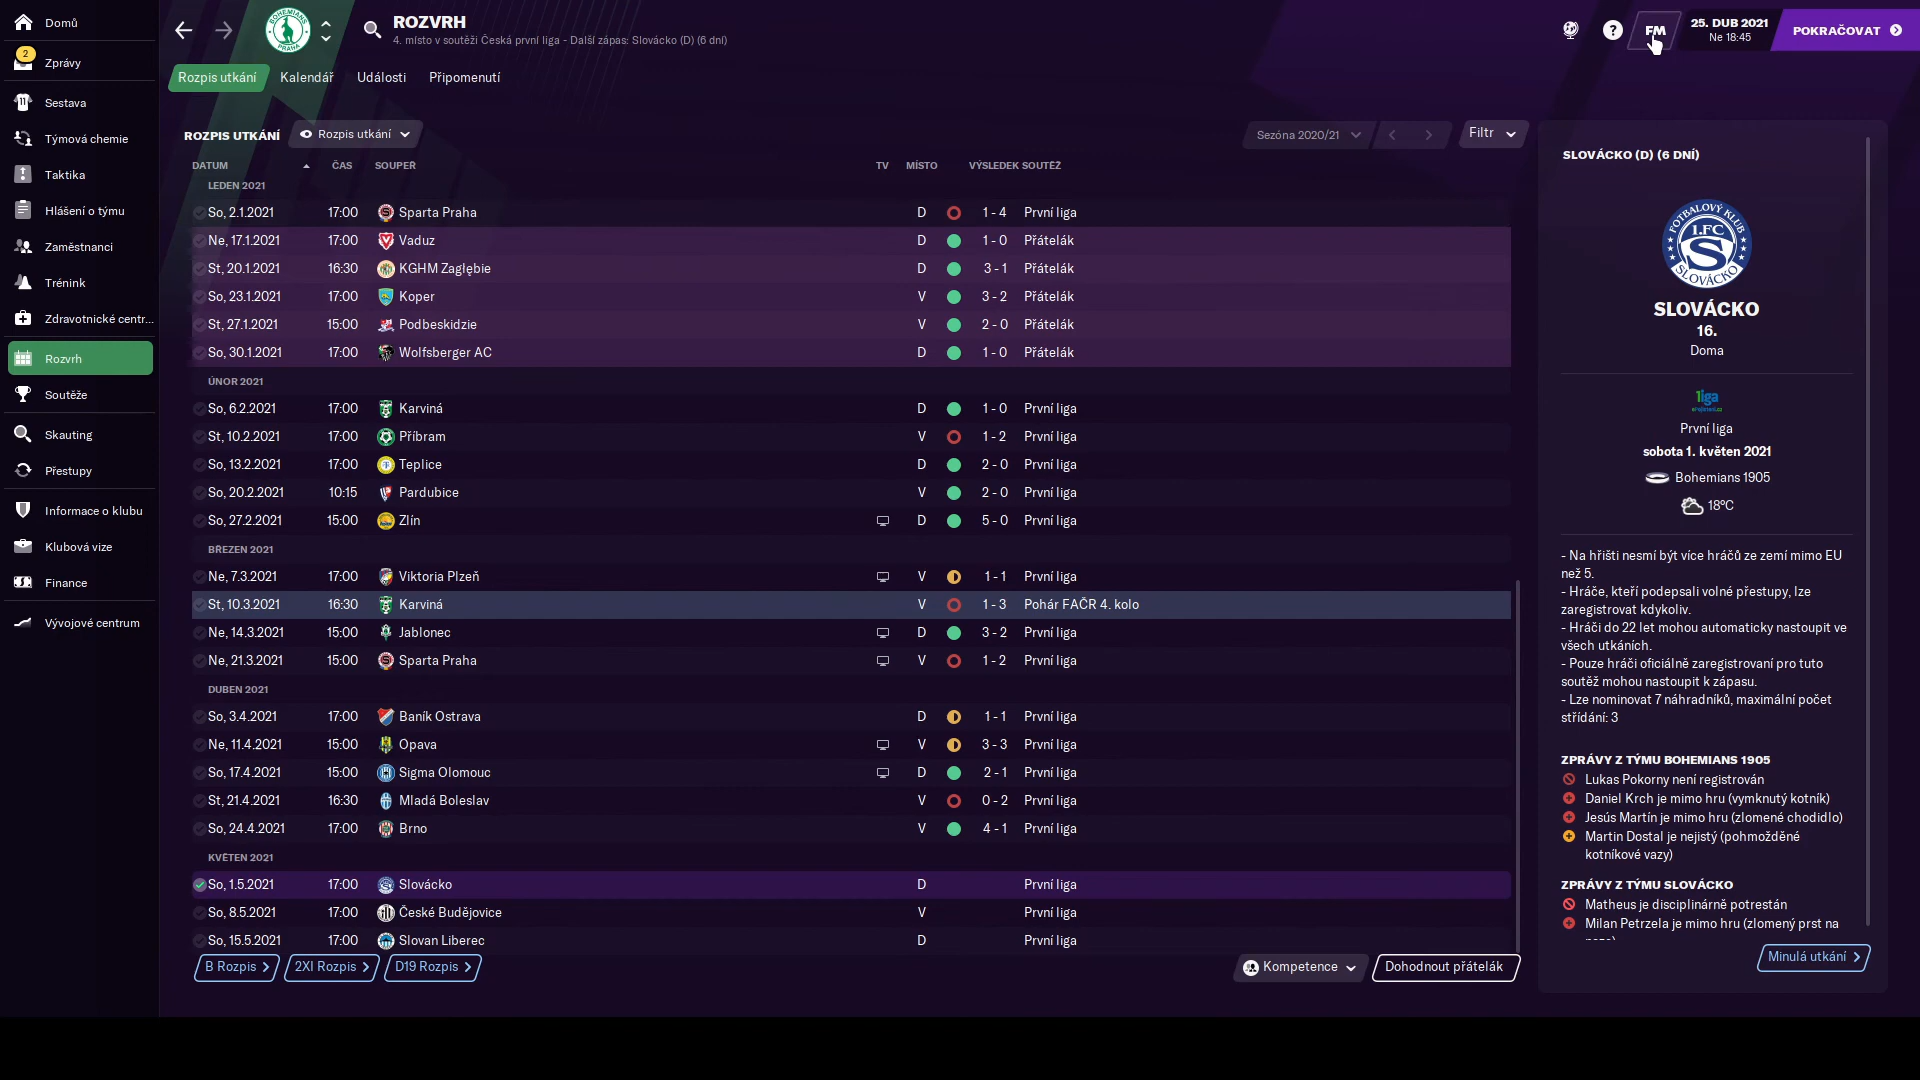 Domů
ROZVRH
4. místo v soutěži Česká první liga - Další zápas: Slovácko (D) (6 dní)
?
FM
25. DUB 2021
Ne 18:45
POKRAČOVAT
2
Zprávy
Rozpis utkání
Kalendář
Události
Připomenutí
Sestava
Týmová chemie
Taktika
Hlášení o týmu
Zaměstnanci
Trénink
Zdravotnické centr...
Rozvrh
Soutěže
Skauting
Přestupy
Informace o klubu
Klubová vize
Finance
Vývojové centrum
ROZPIS UTKÁNÍ
Rozpis utkání
Sezóna 2020/21
Filtr
DATUM ČAS SOUPEŘ TV MÍSTO VÝSLEDEK SOUTĚŽ
LEDEN 2021
So, 2.1.2021 17:00 Sparta Praha D 1 - 4 První liga
Ne, 17.1.2021 17:00 Vaduz D 1 - 0 Přátelák
St, 20.1.2021 16:30 KGHM Zagłębie D 3 - 1 Přátelák
So, 23.1.2021 17:00 Koper V 3 - 2 Přátelák
St, 27.1.2021 15:00 Podbeskidzie V 2 - 0 Přátelák
So, 30.1.2021 17:00 Wolfsberger AC D 1 - 0 Přátelák
ÚNOR 2021
So, 6.2.2021 17:00 Karviná D 1 - 0 První liga
St, 10.2.2021 17:00 Příbram V 1 - 2 První liga
So, 13.2.2021 17:00 Teplice D 2 - 0 První liga
So, 20.2.2021 10:15 Pardubice V 2 - 0 První liga
So, 27.2.2021 15:00 Zlín D 5 - 0 První liga
BŘEZEN 2021
Ne, 7.3.2021 17:00 Viktoria Plzeň V 1 - 1 První liga
St, 10.3.2021 16:30 Karviná V 1 - 3 Pohár FAČR 4. kolo
Ne, 14.3.2021 15:00 Jablonec D 3 - 2 První liga
Ne, 21.3.2021 15:00 Sparta Praha V 1 - 2 První liga
DUBEN 2021
So, 3.4.2021 17:00 Baník Ostrava D 1 - 1 První liga
Ne, 11.4.2021 15:00 Opava V 3 - 3 První liga
So, 17.4.2021 15:00 Sigma Olomouc D 2 - 1 První liga
St, 21.4.2021 16:30 Mladá Boleslav V 0 - 2 První liga
So, 24.4.2021 17:00 Brno V 4 - 1 První liga
KVĚTEN 2021
So, 1.5.2021 17:00 Slovácko D První liga
So, 8.5.2021 17:00 České Budějovice V První liga
So, 15.5.2021 17:00 Slovan Liberec D První liga
B Rozpis
2XI Rozpis
D19 Rozpis
Kompetence
Dohodnout přátelák
SLOVÁCKO (D) (6 DNÍ)
FOTBALOVÝ KLUB
1.FC
S
SLOVÁCKO
SLOVÁCKO
16.
Doma
1liga
První liga
sobota 1. květen 2021
Bohemians 1905
18°C
- Na hřišti nesmí být více hráčů ze zemí mimo EU
než 5.
- Hráče, kteří podepsali volné přestupy, lze
zaregistrovat kdykoliv.
- Hráči do 22 let mohou automaticky nastoupit ve
všech utkáních.
- Pouze hráči oficiálně zaregistrovaní pro tuto
soutěž mohou nastoupit k zápasu.
- Lze nominovat 7 náhradníků, maximální počet
střídání: 3
ZPRÁVY Z TÝMU BOHEMIANS 1905
Lukas Pokorny není registrován
Daniel Krch je mimo hru (vymknutý kotník)
Jesús Martín je mimo hru (zlomené chodidlo)
Martin Dostal je nejistý (pohmožděné
kotníkové vazy)
ZPRÁVY Z TÝMU SLOVÁCKO
Matheus je disciplinárně potrestán
Milan Petrzela je mimo hru (zlomený prst na
Minulá utkání